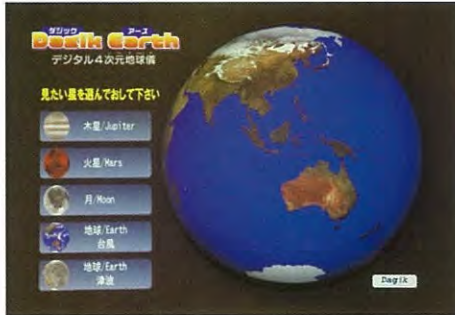 ダジック アース
Dagik Earth
デジタル4次元地球儀
見たい星を選んでおして下さい
木星/Jupiter
火星/Mars
月/Moon
地球/Earth
台風
地球/Earth
津波
Dagik